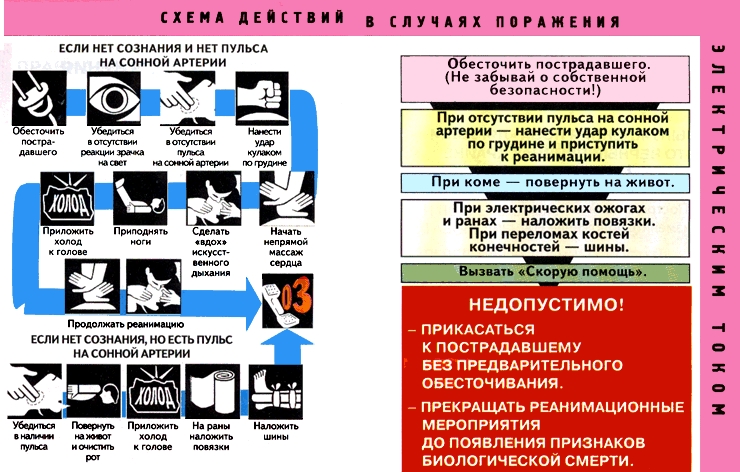 СХЕМА ДЕЙСТВИЙ В СЛУЧАЯХ ПОРАЖЕНИЯ
ЭЛЕКТРИЧЕСКИМ ТОКОМ
ЕСЛИ НЕТ СОЗНАНИЯ И НЕТ ПУЛЬСА
НА СОННОЙ АРТЕРИИ
Обесточить
постра-
давшего
Убедиться
в отсутствии
реакции зрачка
на свет
Убедиться
в отсутствии
пульса
на сонной артерии
Нанести
удар
кулаком
по грудине
ХОЛОД
Приложить
холод
к голове
Приподнять
ноги
Сделать
«вдох»
искусст-
венного
дыхания
Начать
непрямой
массаж
сердца
Продолжать реанимацию
03
ЕСЛИ НЕТ СОЗНАНИЯ, НО ЕСТЬ ПУЛЬС
НА СОННОЙ АРТЕРИИ
Убедиться
в наличии
пульса
Повернуть
на живот
и очистить
рот
ХОЛОД
Приложить
холод
к голове
На раны
наложить
повязки
Наложить
шины
Обесточить пострадавшего.
(Не забывай о собственной
безопасности!)
При отсутствии пульса на сонной
артерии — нанести удар кулаком
по грудине и приступить
к реанимации.
При коме — повернуть на живот.
При электрических ожогах
и ранах — наложить повязки.
При переломах костей
конечностей — шины.
Вызвать «Скорую помощь».
НЕДОПУСТИМО!
– ПРИКАСАТЬСЯ
К ПОСТРАДАВШЕМУ
БЕЗ ПРЕДВАРИТЕЛЬНОГО
ОБЕСТОЧИВАНИЯ.
– ПРЕКРАЩАТЬ РЕАНИМАЦИОННЫЕ
МЕРОПРИЯТИЯ
ДО ПОЯВЛЕНИЯ ПРИЗНАКОВ
БИОЛОГИЧЕСКОЙ СМЕРТИ.